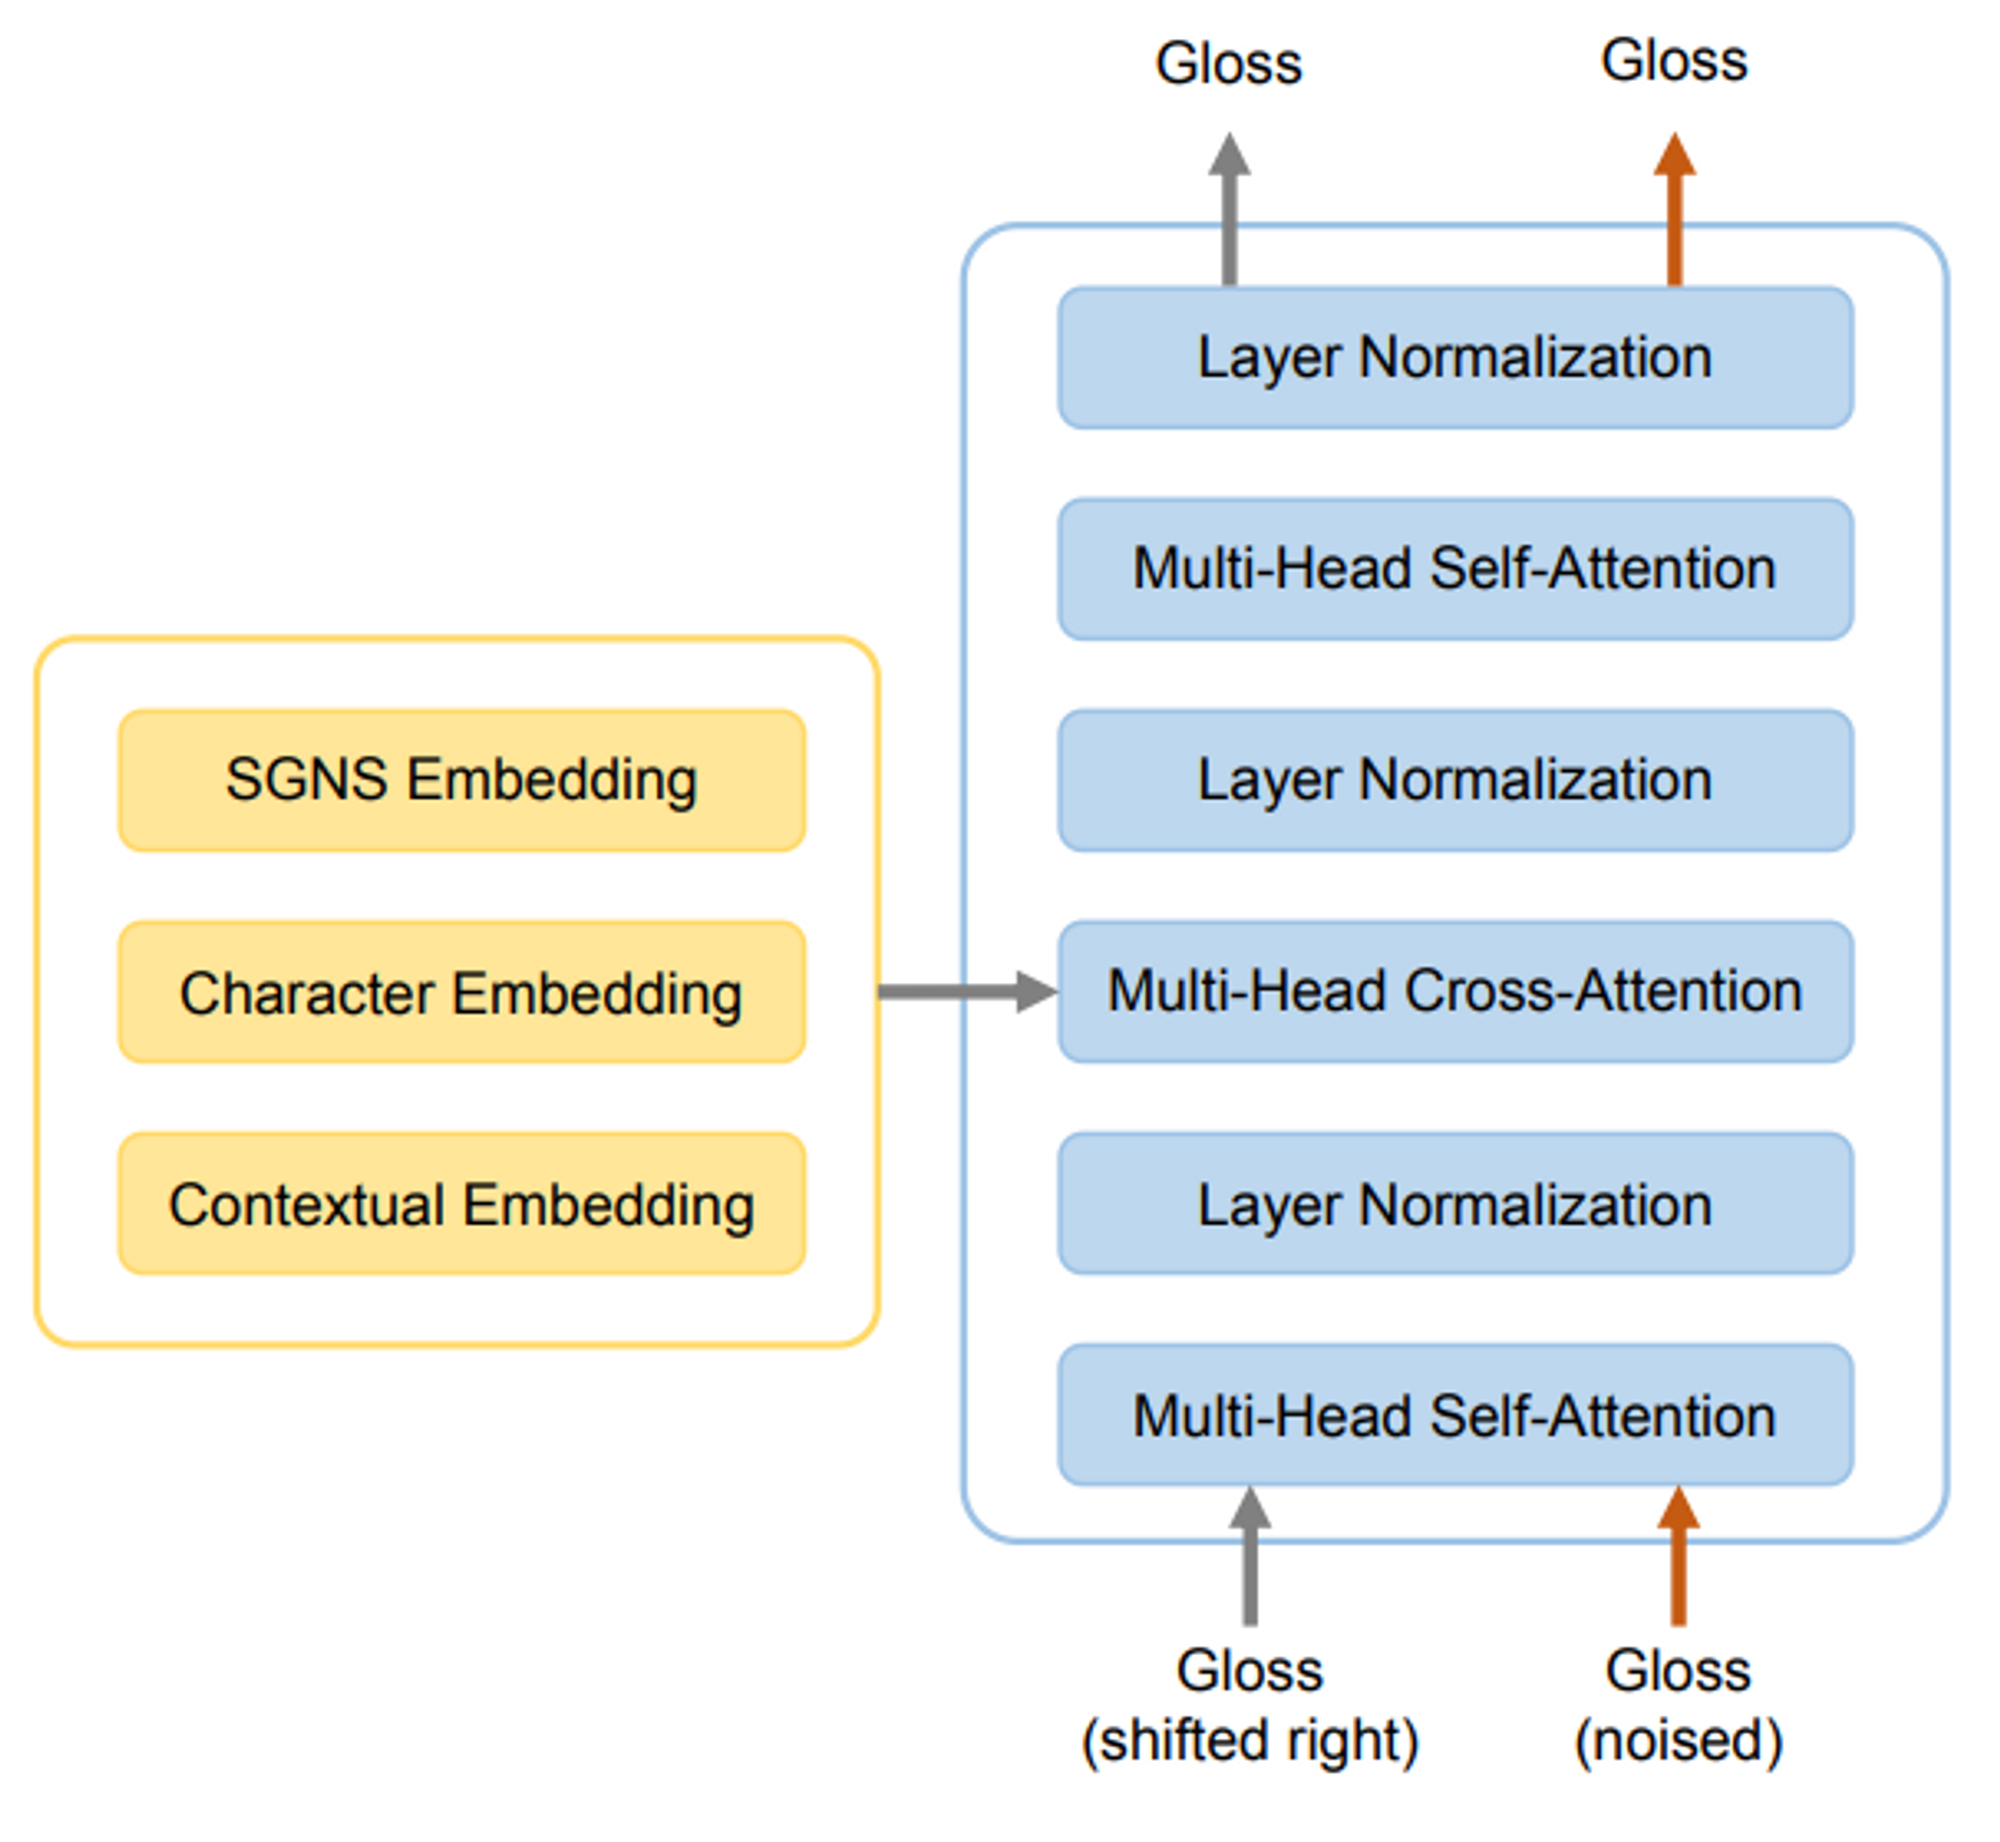 Gloss
Gloss
Layer Normalization
Multi-Head Self-Attention
SGNS Embedding
Layer Normalization
Character Embedding
Multi-Head Cross-Attention
Contextual Embedding
Layer Normalization
Multi-Head Self-Attention
Gloss
(shifted right)
Gloss
(noised)